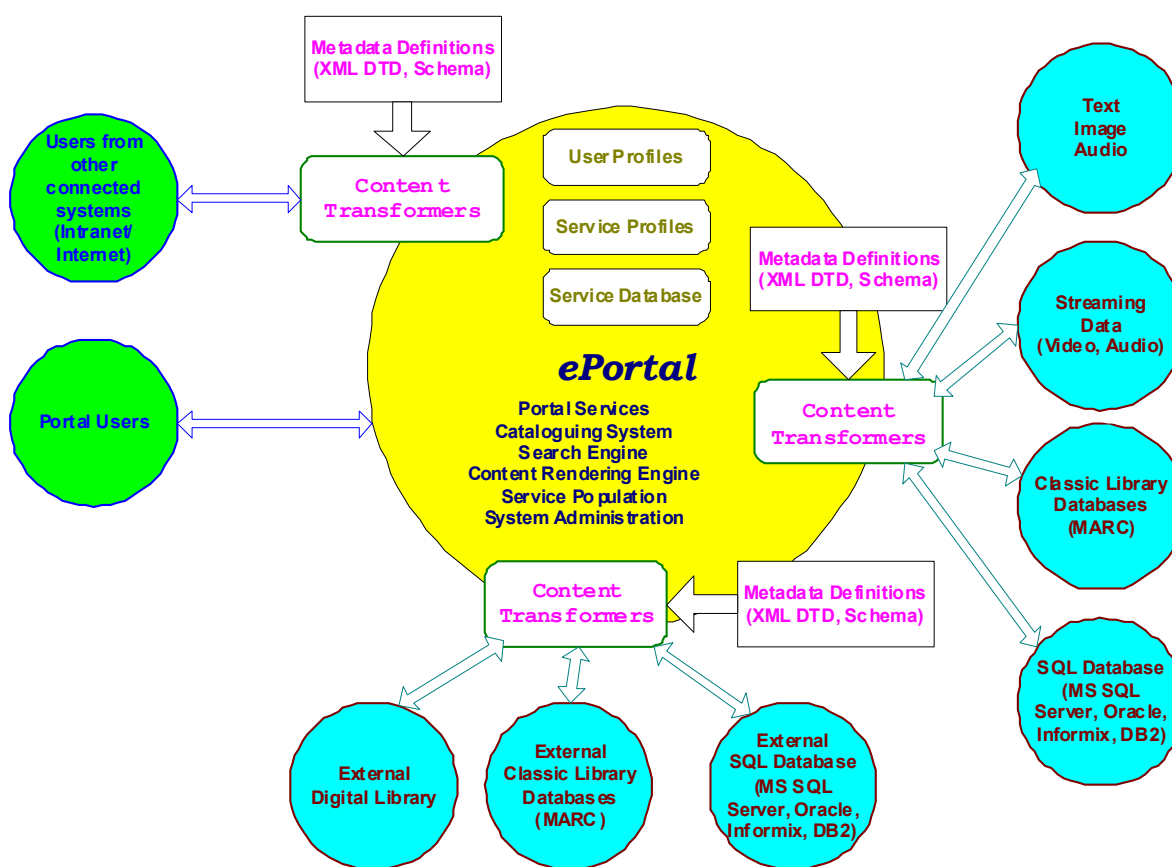 Metadata Definitions
(XML DTD, Schema)
Users from
other
connected
systems
(Intranet/
Internet)
Content
Transformers
User Profiles
Service Profiles
Service Database
Metadata Definitions
(XML DTD, Schema)
Text
Image
Audio
Streaming
Data
(Video, Audio)
Portal Users
ePortal
Portal Services
Cataloguing System
Search Engine
Content Rendering Engine
Service Population
System Administration
Content
Transformers
Classic Library
Databases
(MARC)
Content
Transformers
Metadata Definitions
(XML DTD, Schema)
SQL Database
(MS SQL
Server, Oracle,
Informix, DB2)
External
Digital Library
External
Classic Library
Databases
(MARC)
External
SQL Database
(MS SQL
Server, Oracle,
Informix, DB2)